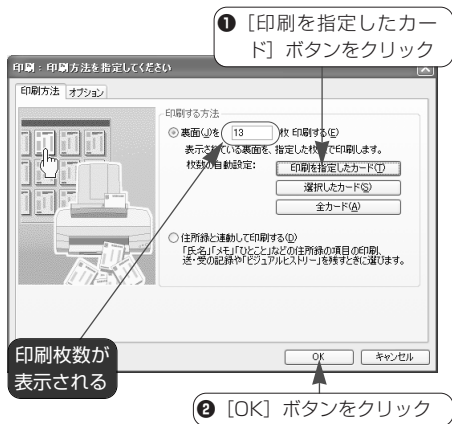 ❶［印刷を指定したカー
ド］ボタンをクリック
印刷：印刷方法を指定してください
印刷方法 オプション
印刷する方法
裏面(J)を 13 枚 印刷する(E)
表示されている裏面を、指定した枚数で印刷します。
枚数の自動設定： 印刷を指定したカード(T)
選択したカード(S)
全カード(A)
住所録と連動して印刷する(D)
「氏名」「メモ」「ひとこと」などの住所録の項目の印刷、
送・受の記録や「ビジュアルヒストリー」を残すときに選びます。
印刷枚数が
表示される
OK キャンセル
❷［OK］ボタンをクリック